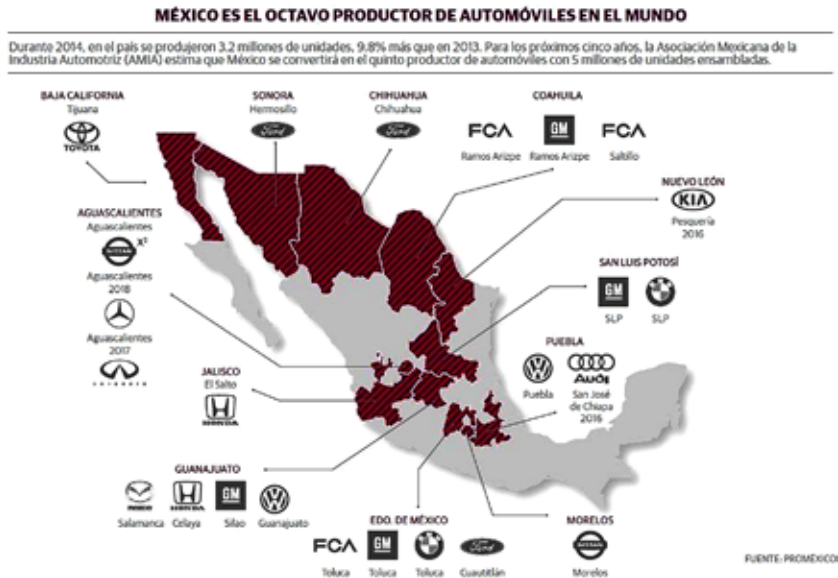 MÉXICO ES EL OCTAVO PRODUCTOR DE AUTOMÓVILES EN EL MUNDO
Durante 2014, en el país se produjeron 3.2 millones de unidades, 9.8% más que en 2013. Para los próximos cinco años, la Asociación Mexicana de la
Industria Automotriz (AMIA) estima que México se convertirá en el quinto productor de automóviles con 5 millones de unidades ensambladas.
BAJA CALIFORNIA
Tijuana
TOYOTA
SONORA
Hermosillo
Ford
CHIHUAHUA
Chihuahua
Ford
COAHUILA
FCA
Ramos Arizpe
GM
Ramos Arizpe
FCA
Saltillo
NUEVO LEÓN
KIA
Pesquería
2016
AGUASCALIENTES
Aguascalientes
NISSAN
X²
Aguascalientes
2018
Aguascalientes
2017
INFINITI
SAN LUIS POTOSÍ
GM
SLP
SLP
JALISCO
El Salto
HONDA
PUEBLA
Puebla
Audi
San José
de Chiapa
2016
GUANAJUATO
Salamanca
HONDA
Celaya
GM
Silao
Guanajuato
EDO. DE MÉXICO
FCA
Toluca
GM
Toluca
Toluca
Ford
Cuautitlán
MORELOS
NISSAN
Morelos
FUENTE: PROMÉXICO